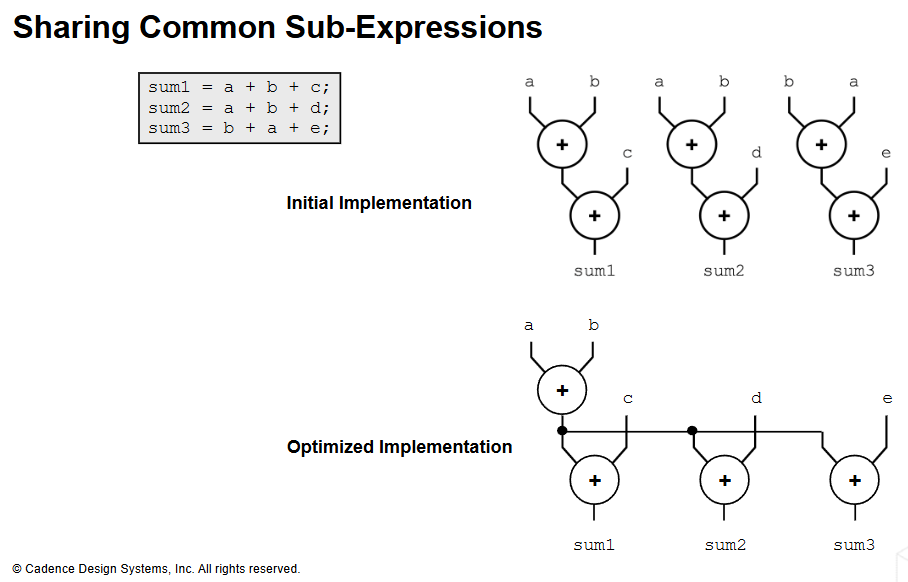 Sharing Common Sub-Expressions
sum1 = a + b + c;
sum2 = a + b + d;
sum3 = b + a + e;
a b a b b a
+ + +
c d e
Initial Implementation
+ + +
sum1 sum2 sum3
a b
+
c d e
Optimized Implementation
+ + +
sum1 sum2 sum3
© Cadence Design Systems, Inc. All rights reserved.